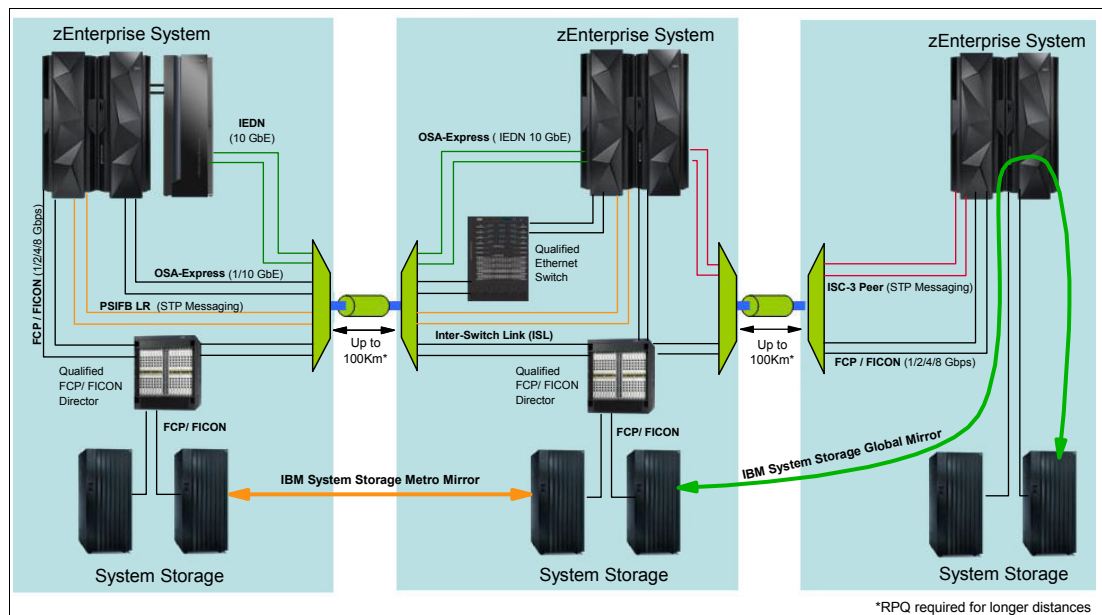 zEnterprise System
IEDN
(10 GbE)
FCP / FICON (1/2/4/8 Gbps)
OSA-Express (1/10 GbE)
PSIFB LR (STP Messaging)
Qualified
FCP/ FICON
Director
FCP/ FICON
System Storage
Up to
100Km*
zEnterprise System
OSA-Express ( IEDN 10 GbE)
Qualified
Ethernet
Switch
Inter-Switch Link (ISL)
Qualified
FCP/ FICON
Director
FCP/ FICON
IBM System Storage Metro Mirror
System Storage
Up to
100Km*
zEnterprise System
ISC-3 Peer (STP Messaging)
FCP / FICON (1/2/4/8 Gbps)
IBM System Storage Global Mirror
System Storage
*RPQ required for longer distances